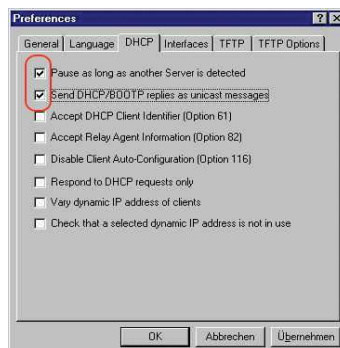 Preferences
General Language DHCP Interfaces TFTP TFTP Options
Pause as long as another Server is detected
Send DHCP/BOOTP replies as unicast messages
Accept DHCP Client Identifier (Option 61)
Accept Relay Agent Information (Option 82)
Disable Client Auto-Configuration (Option 116)
Respond to DHCP requests only
Vary dynamic IP address of clients
Check that a selected dynamic IP address is not in use
OK Abbrechen Übernehmen